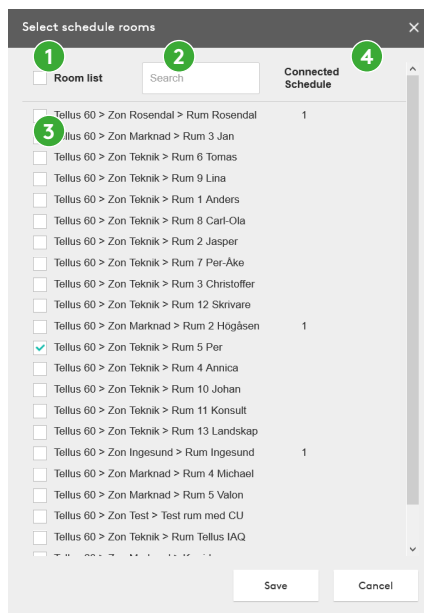 Select schedule rooms
1
2
4
Room list
Search
Connected
Schedule
Tellus 60 > Zon Rosendal > Rum Rosendal 1
3
Tellus 60 > Zon Marknad > Rum 3 Jan
Tellus 60 > Zon Teknik > Rum 6 Tomas
Tellus 60 > Zon Teknik > Rum 9 Lina
Tellus 60 > Zon Teknik > Rum 1 Anders
Tellus 60 > Zon Teknik > Rum 8 Carl-Ola
Tellus 60 > Zon Teknik > Rum 2 Jasper
Tellus 60 > Zon Teknik > Rum 7 Per-Åke
Tellus 60 > Zon Teknik > Rum 3 Christoffer
Tellus 60 > Zon Teknik > Rum 12 Skrivare
Tellus 60 > Zon Marknad > Rum 2 Högåsen 1
Tellus 60 > Zon Teknik > Rum 5 Per
Tellus 60 > Zon Teknik > Rum 4 Annica
Tellus 60 > Zon Teknik > Rum 10 Johan
Tellus 60 > Zon Teknik > Rum 11 Konsult
Tellus 60 > Zon Teknik > Rum 13 Landskap
Tellus 60 > Zon Ingesund > Rum Ingesund 1
Tellus 60 > Zon Marknad > Rum 4 Michael
Tellus 60 > Zon Marknad > Rum 5 Valon
Tellus 60 > Zon Test > Test rum med CU
Tellus 60 > Zon Teknik > Rum Tellus IAQ
Save
Cancel